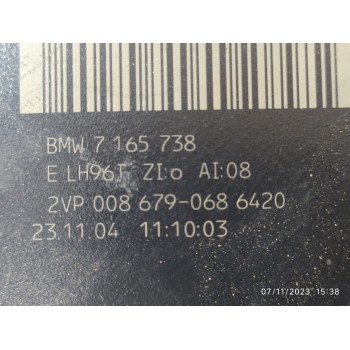 BMW 7 165 738
E LH96T ZI:o AI:08
2VP 008 679-068 6420
23.11.04 11:10:03
07/11/2023 15:38